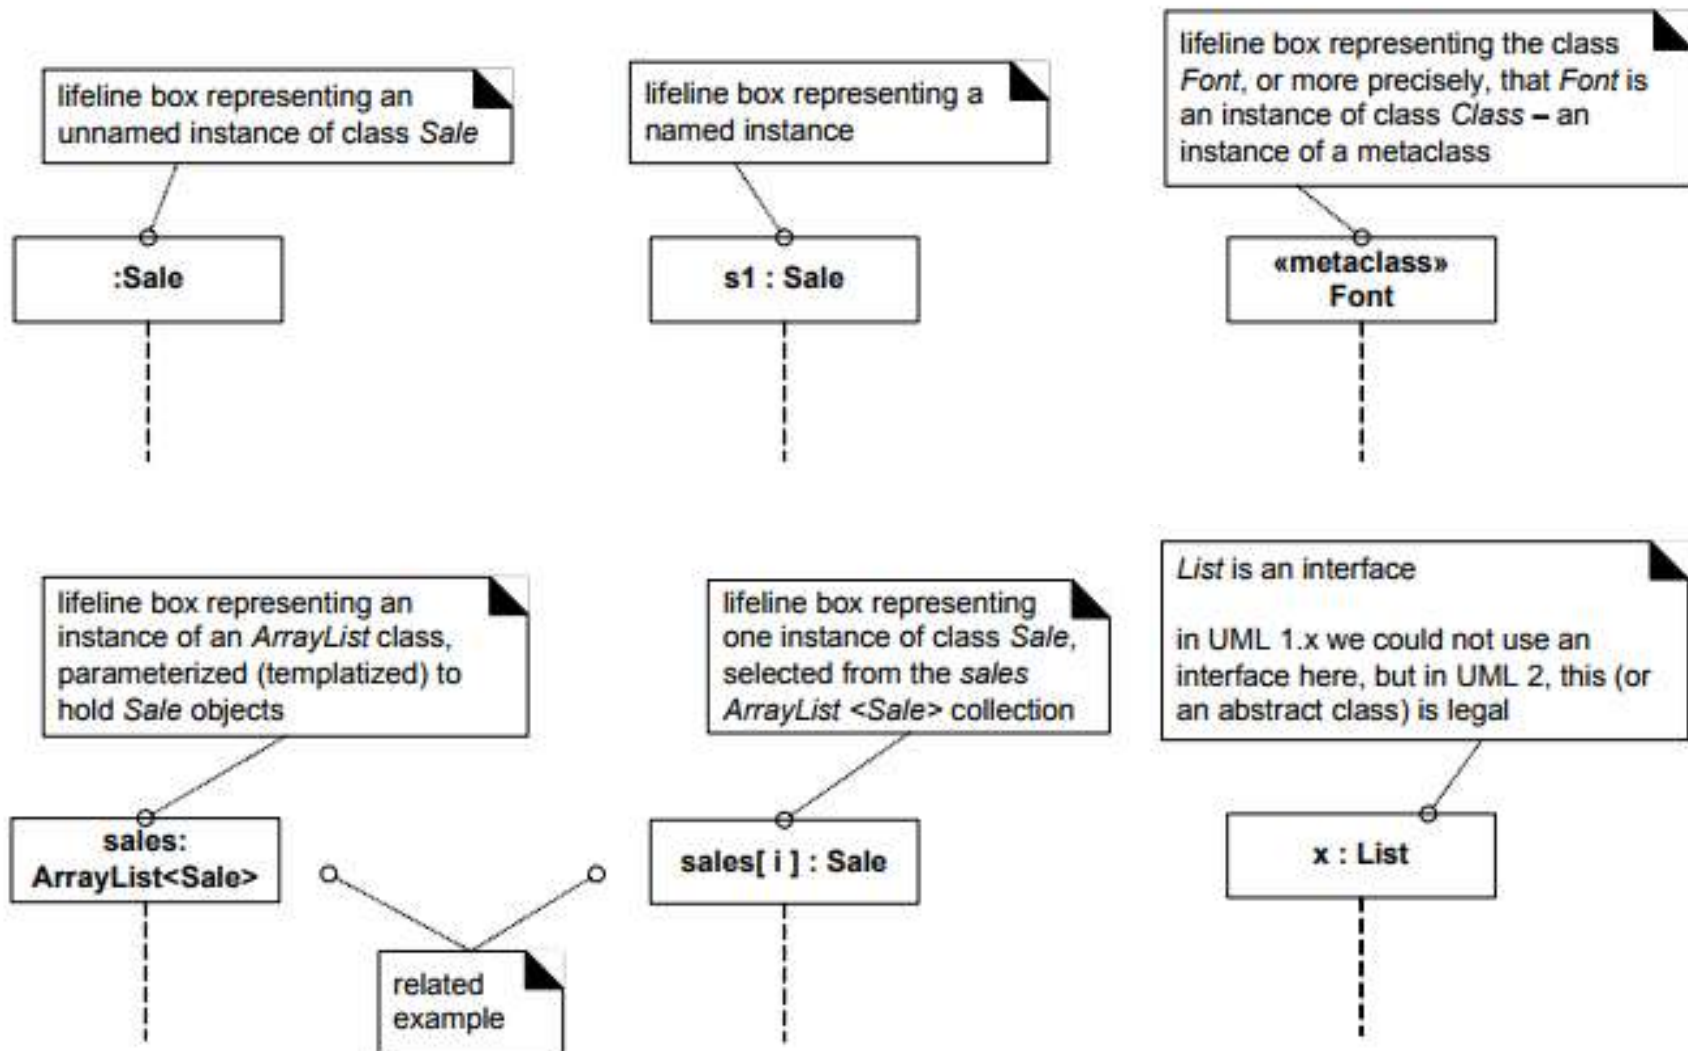 lifeline box representing an
unnamed instance of class Sale
:Sale
lifeline box representing a
named instance
s1 : Sale
lifeline box representing the class
Font, or more precisely, that Font is
an instance of class Class – an
instance of a metaclass
«metaclass»
Font
lifeline box representing an
instance of an ArrayList class,
parameterized (templatized) to
hold Sale objects
sales:
ArrayList<Sale>
related
example
lifeline box representing
one instance of class Sale,
selected from the sales
ArrayList <Sale> collection
sales[ i ] : Sale
List is an interface
in UML 1.x we could not use an
interface here, but in UML 2, this (or
an abstract class) is legal
x : List